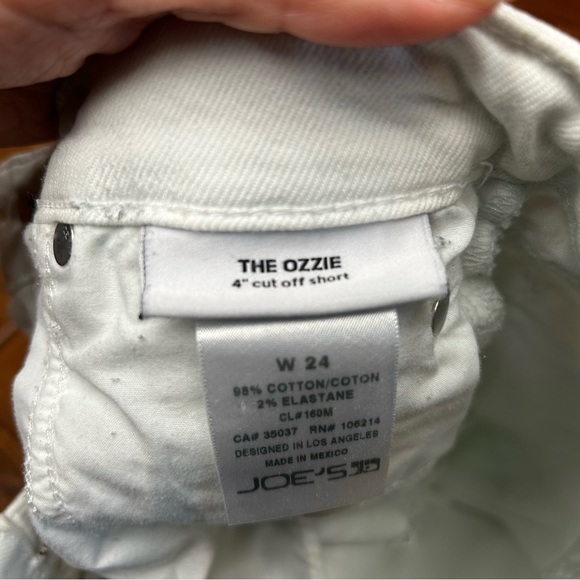 THE OZZIE
4" cut off short
W 24
98% COTTON/COTON
2% ELASTANE
CL#160M
CA# 35037 RN# 106214
DESIGNED IN LOS ANGELES
MADE IN MEXICO
JOE'S